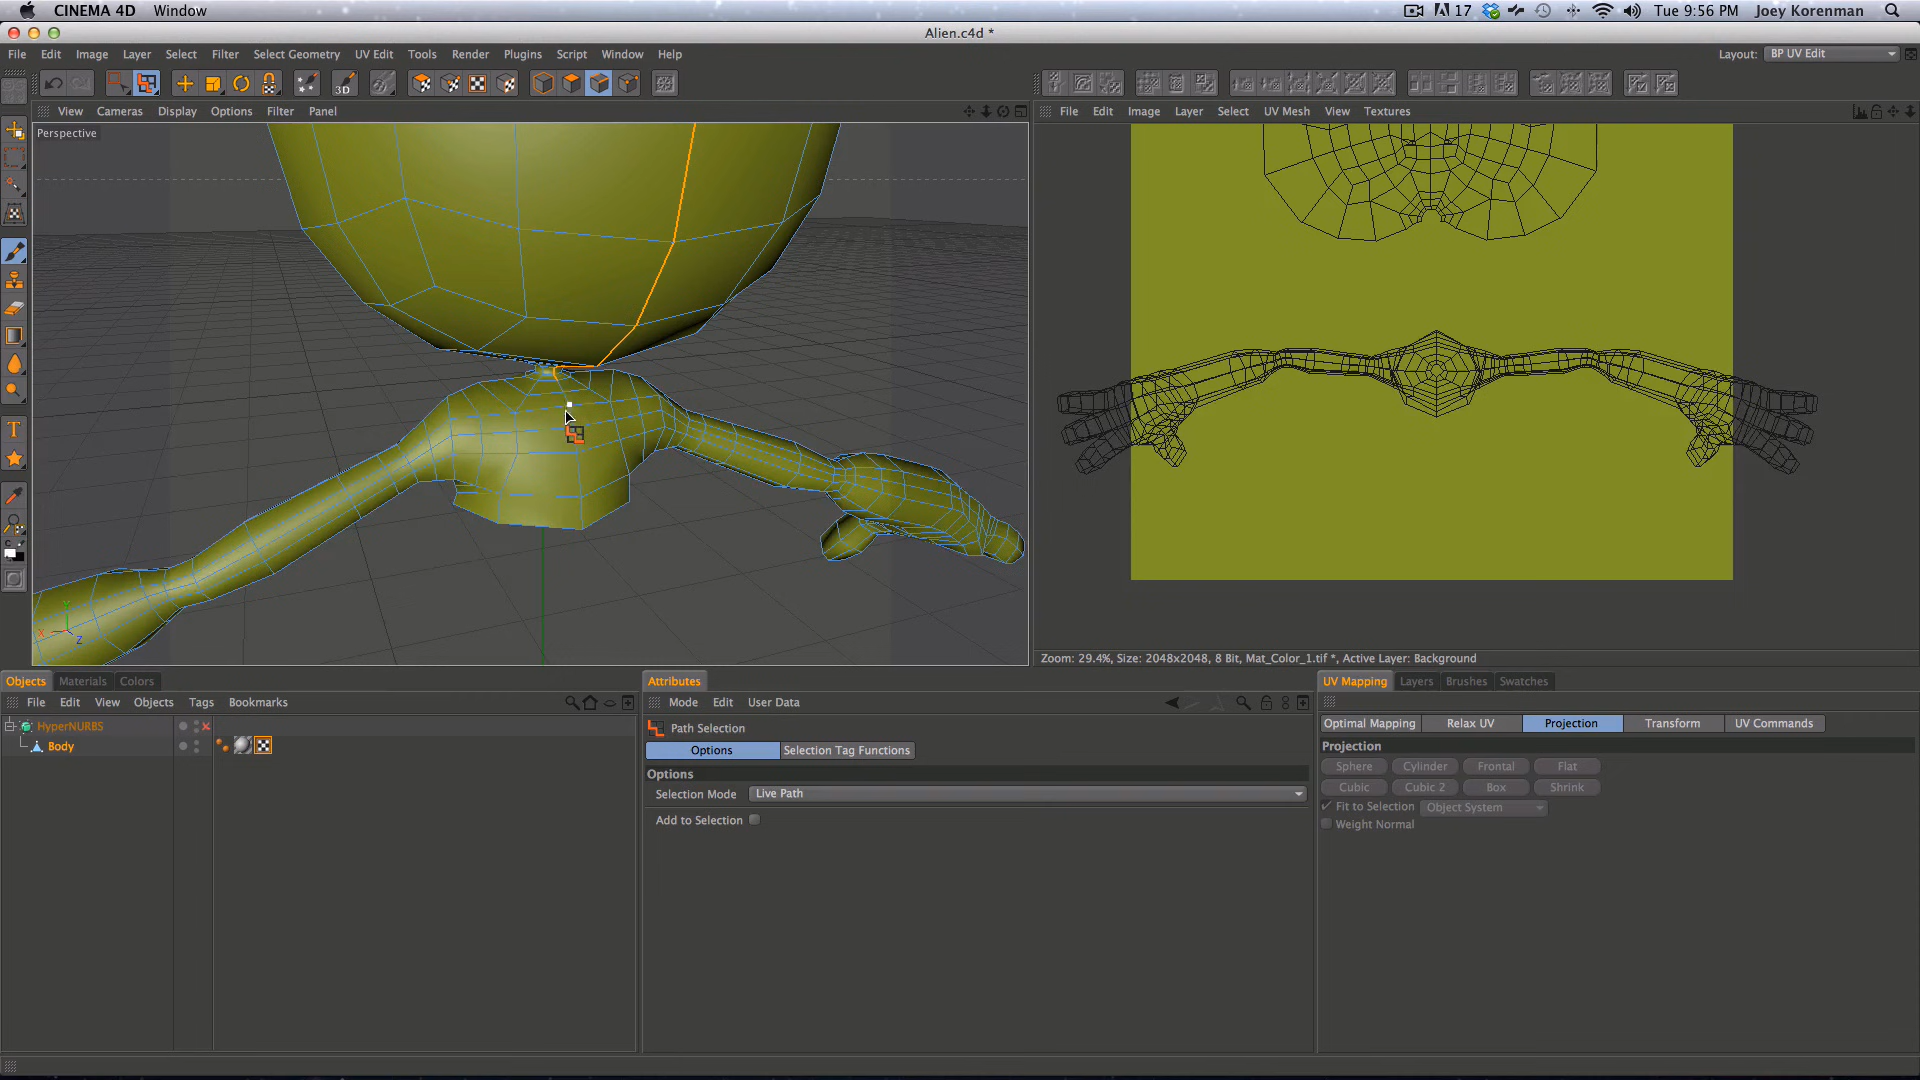 CINEMA 4D Window
17 Tue 9:56 PM Joey Korenman
Alien.c4d *
File Edit Image Layer Select Filter Select Geometry UV Edit Tools Render Plugins Script Window Help
Layout: BP UV Edit
3D
View Cameras Display Options Filter Panel
File Edit Image Layer Select UV Mesh View Textures
Perspective
Y
X
Z
T
Zoom: 29.4%, Size: 2048x2048, 8 Bit, Mat_Color_1.tif *, Active Layer: Background
Objects Materials Colors
Attributes
UV Mapping Layers Brushes Swatches
File Edit View Objects Tags Bookmarks
Mode Edit User Data
HyperNURBS
Body
Path Selection
Options Selection Tag Functions
Options
Selection Mode Live Path
Add to Selection
Optimal Mapping Relax UV Projection Transform UV Commands
Projection
Sphere Cylinder Frontal Flat
Cubic Cubic 2 Box Shrink
Fit to Selection Object System
Weight Normal